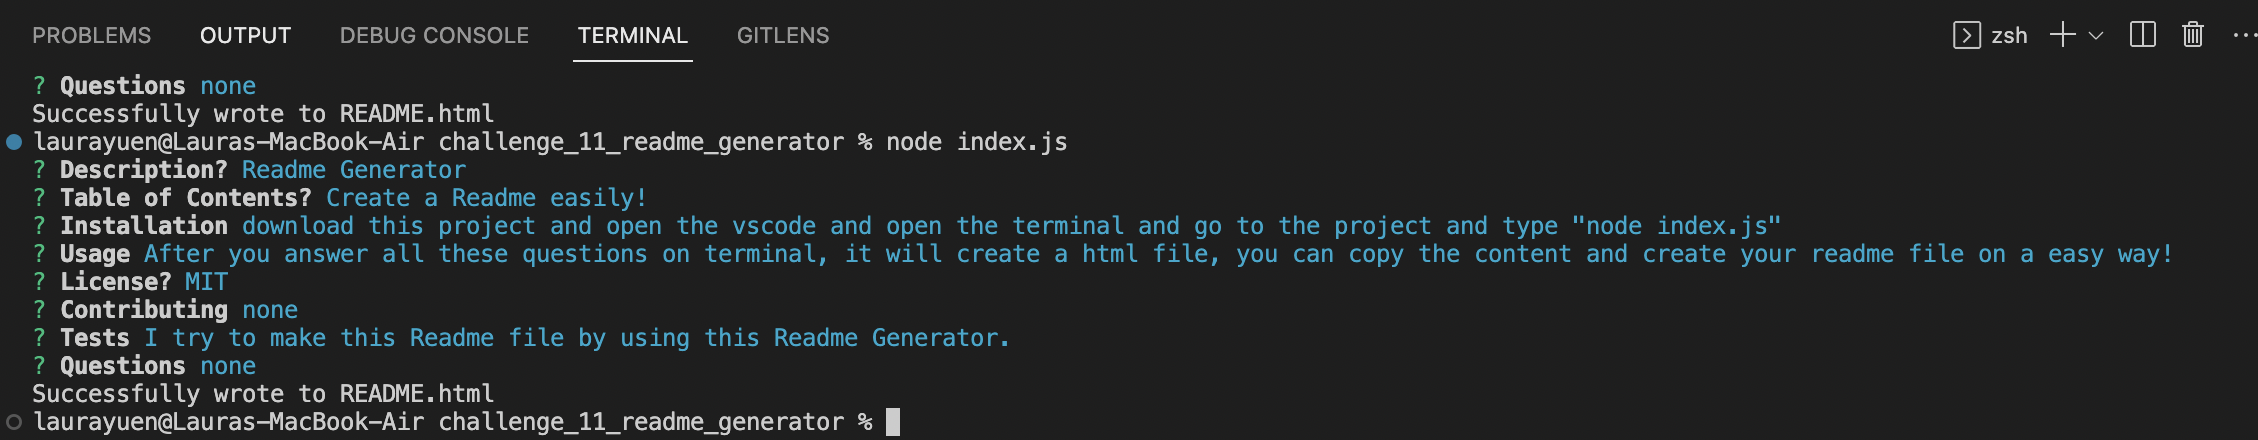 PROBLEMS OUTPUT DEBUG CONSOLE TERMINAL GITLENS zsh
? Questions none
Successfully wrote to README.html
laurayuen@Lauras-MacBook-Air challenge_11_readme_generator % node index.js
? Description? Readme Generator
? Table of Contents? Create a Readme easily!
? Installation download this project and open the vscode and open the terminal and go to the project and type "node index.js"
? Usage After you answer all these questions on terminal, it will create a html file, you can copy the content and create your readme file on a easy way!
? License? MIT
? Contributing none
? Tests I try to make this Readme file by using this Readme Generator.
? Questions none
Successfully wrote to README.html
laurayuen@Lauras-MacBook-Air challenge_11_readme_generator %